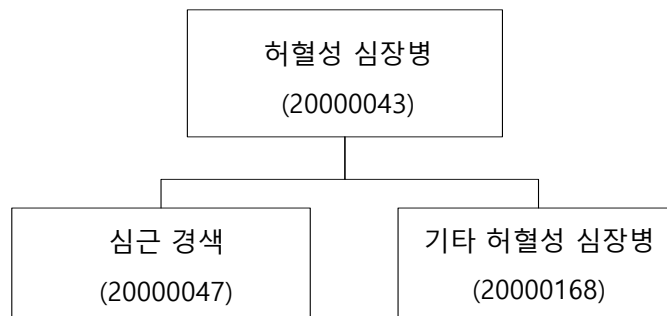 허혈성 심장병
(20000043)
심근 경색
(20000047)
기타 허혈성 심장병
(20000168)